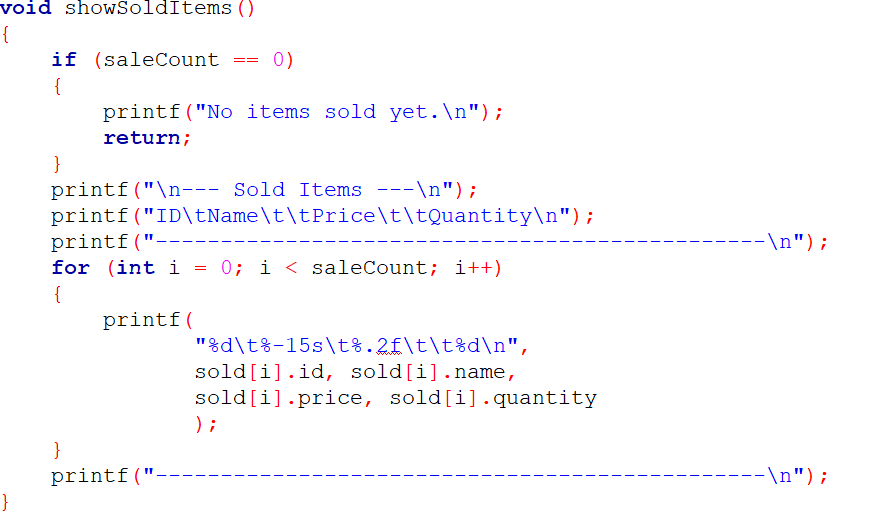 void showSoldItems()
{
    if (saleCount == 0)
    {
        printf("No items sold yet.\n");
        return;
    }
    printf("\n--- Sold Items ---\n");
    printf("ID\tName\t\tPrice\t\tQuantity\n");
    printf("-----------------------------------------------\n");
    for (int i = 0; i < saleCount; i++)
    {
        printf(
               "%d\t%-15s\t%.2f\t\t%d\n",
               sold[i].id, sold[i].name,
               sold[i].price, sold[i].quantity
               );
    }
    printf("-----------------------------------------------\n");
}